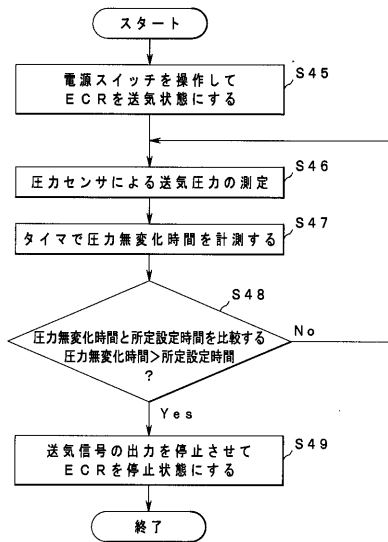 スタート
電源スイッチを操作して
ECRを送気状態にする
S45
圧力センサによる送気圧力の測定
S46
タイマで圧力無変化時間を計測する
S47
圧力無変化時間と所定設定時間を比較する
圧力無変化時間>所定設定時間
?
S48
No
Yes
送気信号の出力を停止させて
ECRを停止状態にする
S49
終了